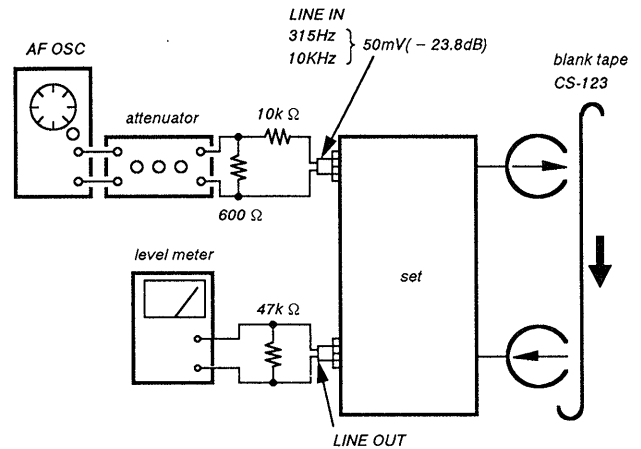 LINE IN
315Hz
10KHz
50mV(－23.8dB)
AF OSC
blank tape
CS-123
attenuator
10k Ω
600 Ω
level meter
47k Ω
set
LINE OUT